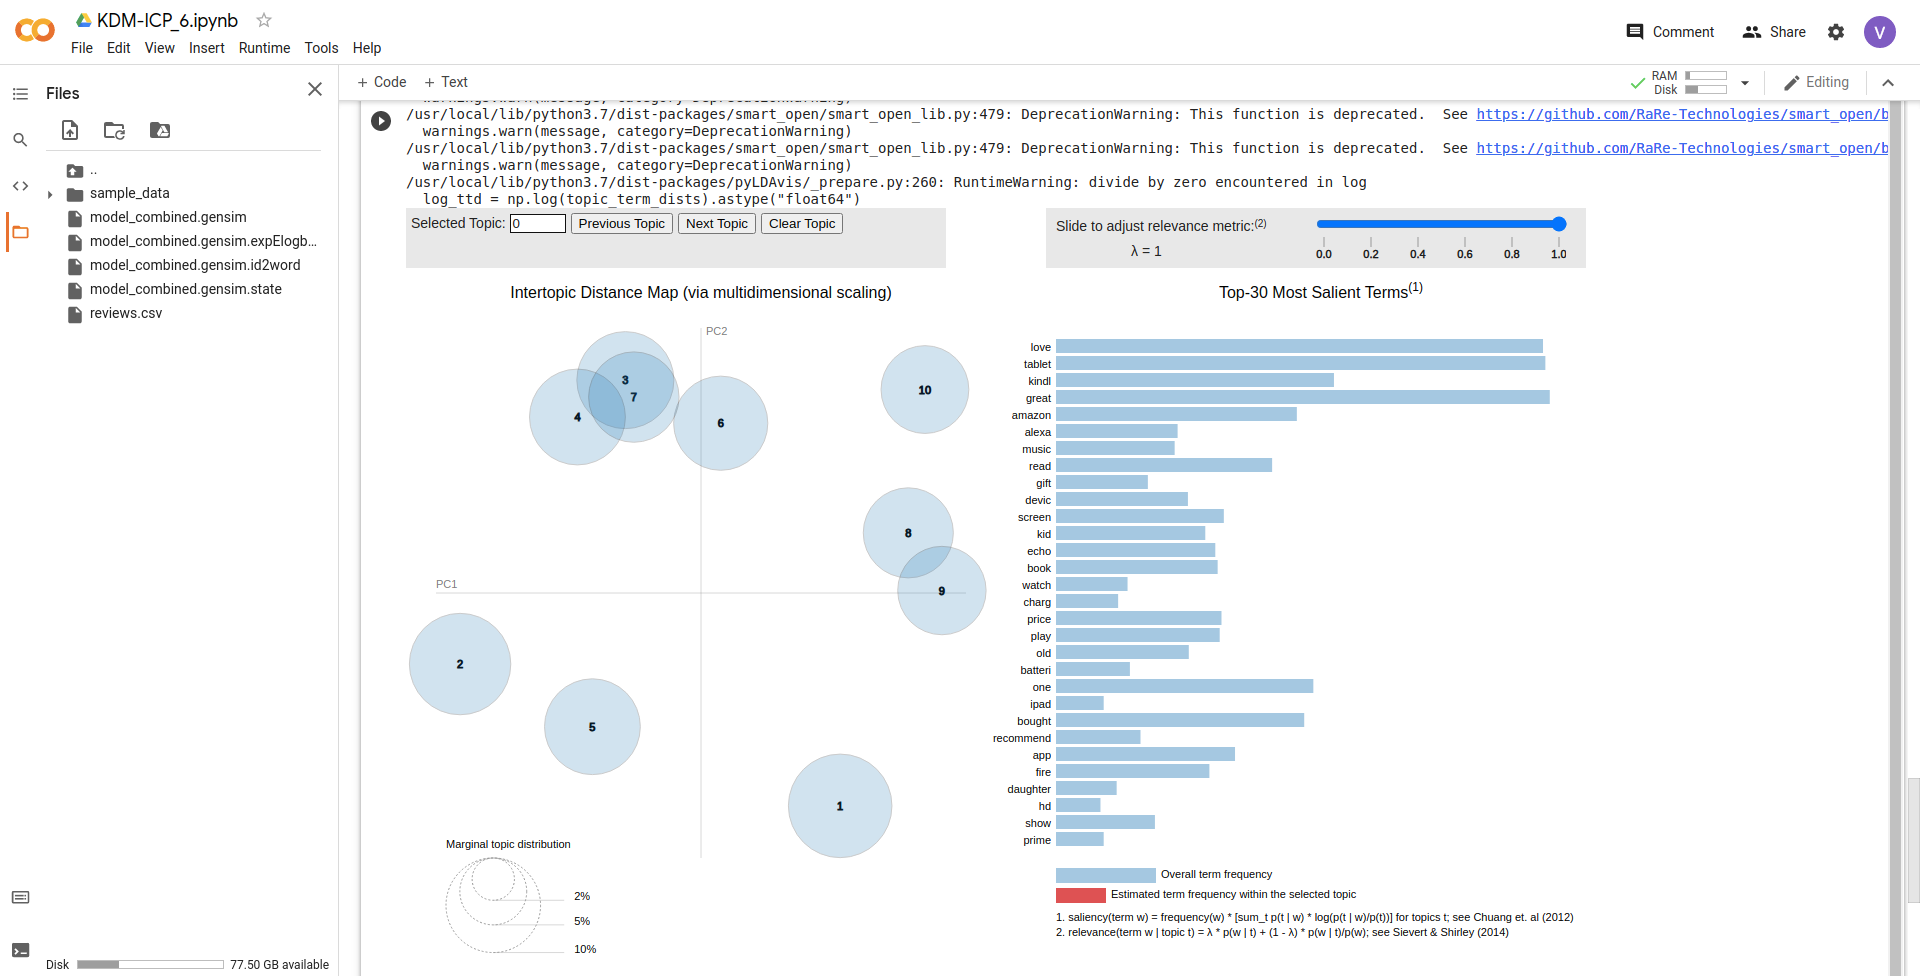 KDM-ICP_6.ipynb
File Edit View Insert Runtime Tools Help
Comment Share V
Files
+ Code + Text
RAM
Disk
Editing
..
sample_data
model_combined.gensim
model_combined.gensim.expElogb...
model_combined.gensim.id2word
model_combined.gensim.state
reviews.csv
Disk 77.50 GB available
warnings.warn(message, category=DeprecationWarning)
/usr/local/lib/python3.7/dist-packages/smart_open/smart_open_lib.py:479: DeprecationWarning: This function is deprecated.  See https://github.com/RaRe-Technologies/smart_open/b
warnings.warn(message, category=DeprecationWarning)
/usr/local/lib/python3.7/dist-packages/smart_open/smart_open_lib.py:479: DeprecationWarning: This function is deprecated.  See https://github.com/RaRe-Technologies/smart_open/b
warnings.warn(message, category=DeprecationWarning)
/usr/local/lib/python3.7/dist-packages/pyLDAvis/_prepare.py:260: RuntimeWarning: divide by zero encountered in log
log_ttd = np.log(topic_term_dists).astype("float64")
Selected Topic: 0 Previous Topic Next Topic Clear Topic
Slide to adjust relevance metric:(2)
λ = 1
0.0 0.2 0.4 0.6 0.8 1.0
Intertopic Distance Map (via multidimensional scaling)
PC2
3
7
4
6
10
8
9
PC1
2
5
1
Marginal topic distribution
2%
5%
10%
Top-30 Most Salient Terms(1)
love
tablet
kindl
great
amazon
alexa
music
read
gift
devic
screen
kid
echo
book
watch
charg
price
play
old
batteri
one
ipad
bought
recommend
app
fire
daughter
hd
show
prime
Overall term frequency
Estimated term frequency within the selected topic
1. saliency(term w) = frequency(w) * [sum_t p(t | w) * log(p(t | w)/p(t))] for topics t; see Chuang et. al (2012)
2. relevance(term w | topic t) = λ * p(w | t) + (1 - λ) * p(w | t)/p(w); see Sievert & Shirley (2014)